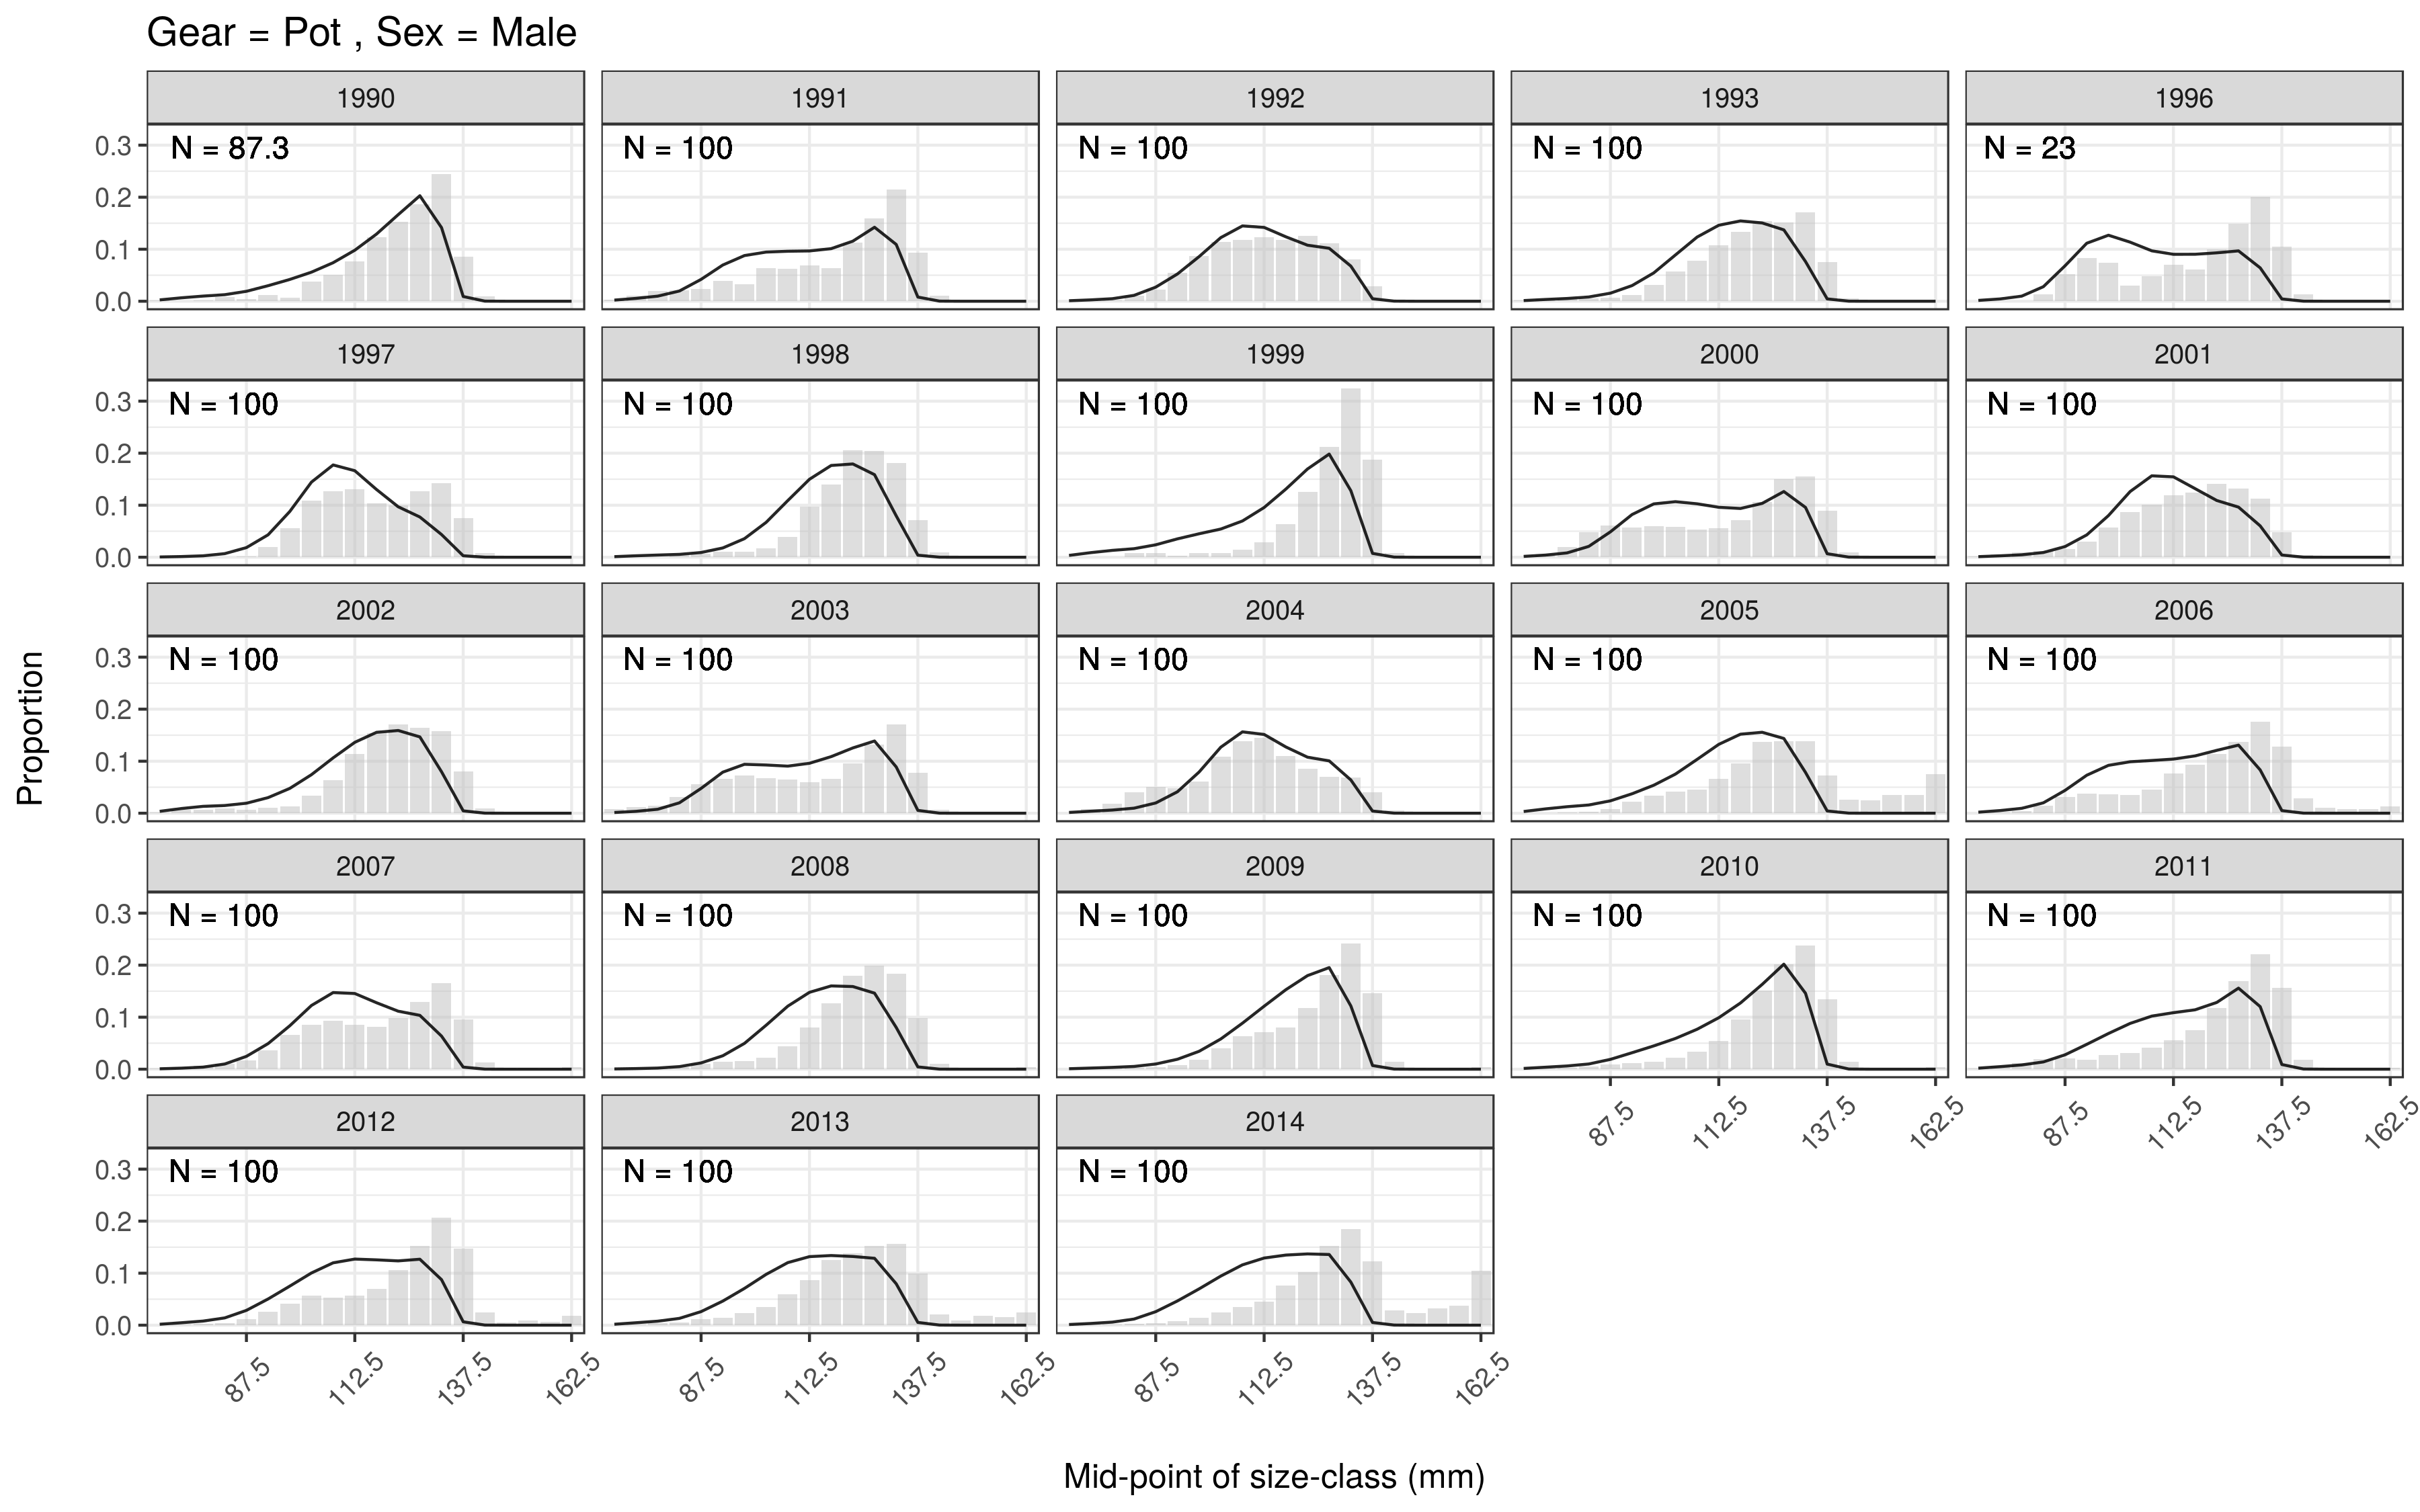 Gear = Pot , Sex = Male
1990 1991 1992 1993 1996
N = 87.3 N = 100 N = 100 N = 100 N = 23
0.3
0.2
0.1
0.0
1997 1998 1999 2000 2001
N = 100 N = 100 N = 100 N = 100 N = 100
0.3
0.2
0.1
0.0
2002 2003 2004 2005 2006
N = 100 N = 100 N = 100 N = 100 N = 100
0.3
0.2
0.1
0.0
Proportion
2007 2008 2009 2010 2011
N = 100 N = 100 N = 100 N = 100 N = 100
0.3
0.2
0.1
0.0
87.5 112.5 137.5 162.5 87.5 112.5 137.5 162.5
2012 2013 2014
N = 100 N = 100 N = 100
0.3
0.2
0.1
0.0
87.5 112.5 137.5 162.5 87.5 112.5 137.5 162.5 87.5 112.5 137.5 162.5
Mid-point of size-class (mm)